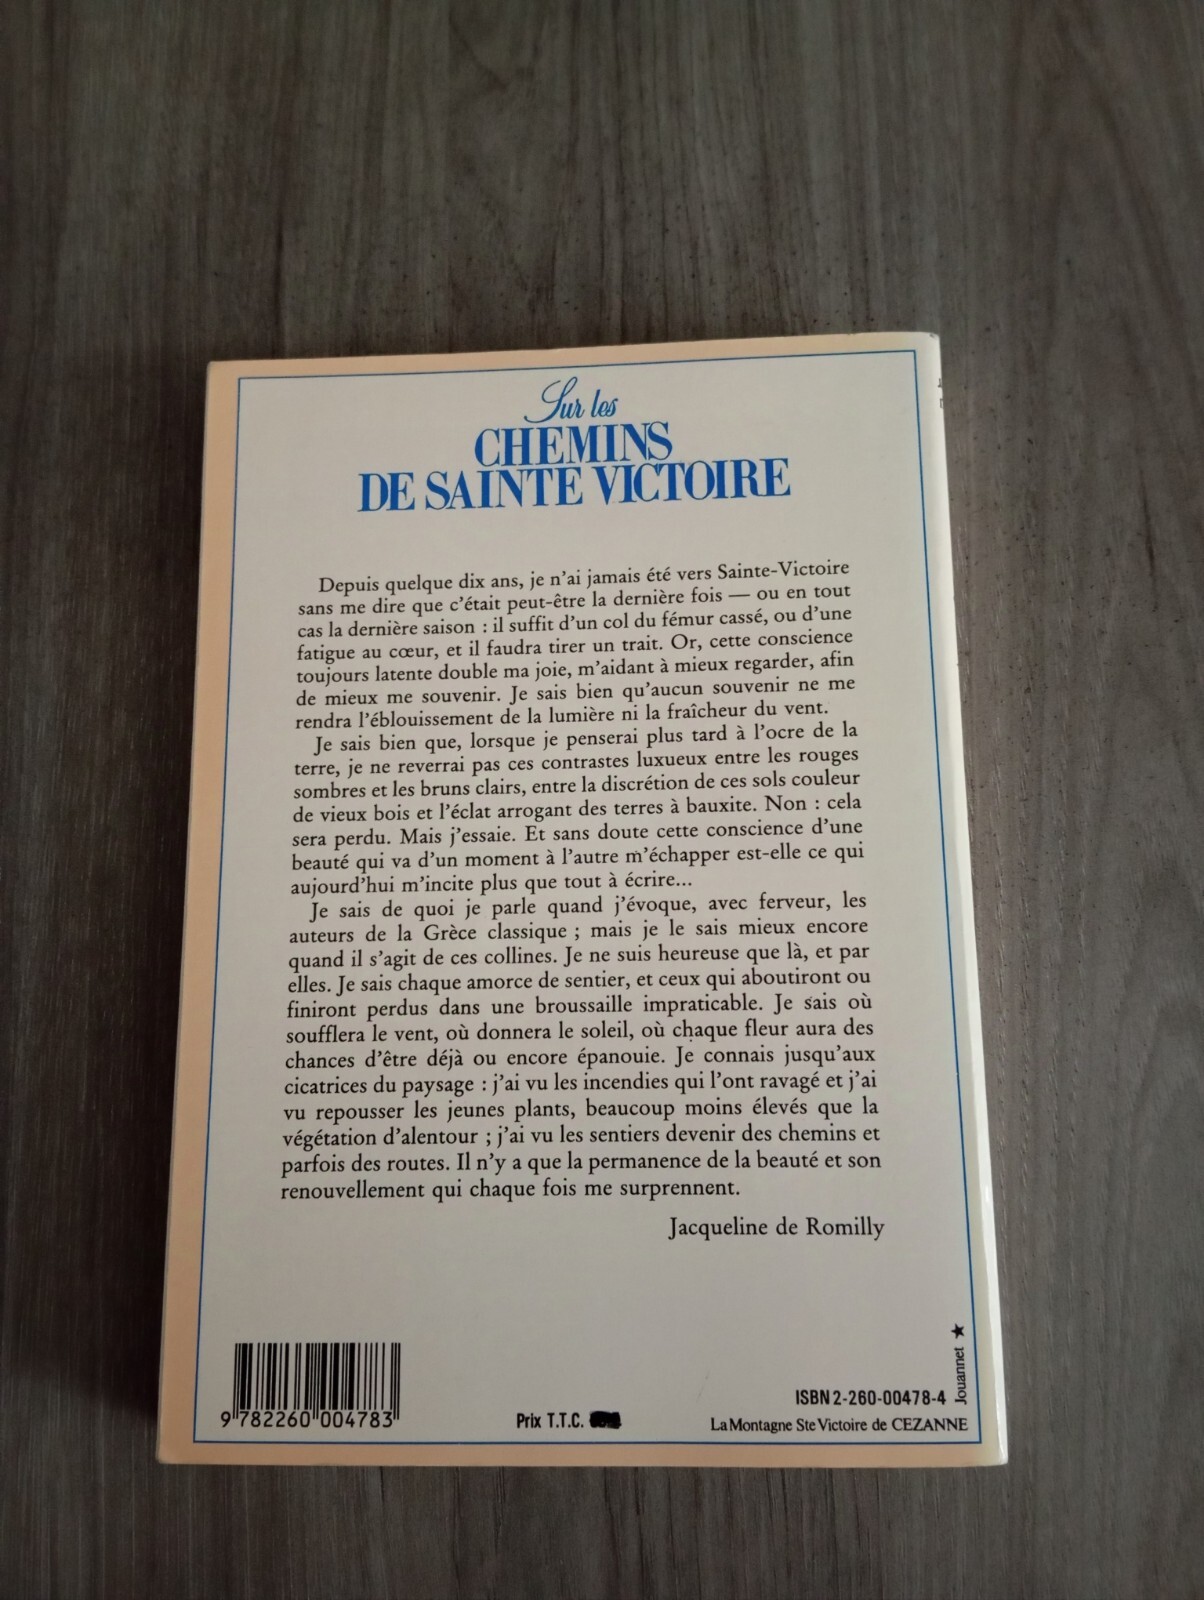 Sur les
CHEMINS
DE SAINTE VICTOIRE
Depuis quelque dix ans, je n'ai jamais été vers Sainte-Victoire
sans me dire que c'était peut-être la dernière fois — ou en tout
cas la dernière saison : il suffit d'un col du fémur cassé, ou d'une
fatigue au cœur, et il faudra tirer un trait. Or, cette conscience
toujours latente double ma joie, m'aidant à mieux regarder, afin
de mieux me souvenir. Je sais bien qu'aucun souvenir ne me
rendra l'éblouissement de la lumière ni la fraîcheur du vent.
Je sais bien que, lorsque je penserai plus tard à l'ocre de la
terre, je ne reverrai pas ces contrastes luxueux entre les rouges
sombres et les bruns clairs, entre la discrétion de ces sols couleur
de vieux bois et l'éclat arrogant des terres à bauxite. Non : cela
sera perdu. Mais j'essaie. Et sans doute cette conscience d'une
beauté qui va d'un moment à l'autre m'échapper est-elle ce qui
aujourd'hui m'incite plus que tout à écrire...
Je sais de quoi je parle quand j'évoque, avec ferveur, les
auteurs de la Grèce classique ; mais je le sais mieux encore
quand il s'agit de ces collines. Je ne suis heureuse que là, et par
elles. Je sais chaque amorce de sentier, et ceux qui aboutiront ou
finiront perdus dans une broussaille impraticable. Je sais où
soufflera le vent, où donnera le soleil, où chaque fleur aura des
chances d'être déjà ou encore épanouie. Je connais jusqu'aux
cicatrices du paysage : j'ai vu les incendies qui l'ont ravagé et j'ai
vu repousser les jeunes plants, beaucoup moins élevés que la
végétation d'alentour ; j'ai vu les sentiers devenir des chemins et
parfois des routes. Il n'y a que la permanence de la beauté et son
renouvellement qui chaque fois me surprennent.
Jacqueline de Romilly
9 782260 004783
Prix T.T.C.
ISBN 2-260-00478-4
La Montagne Ste Victoire de CEZANNE
Jouannet ★